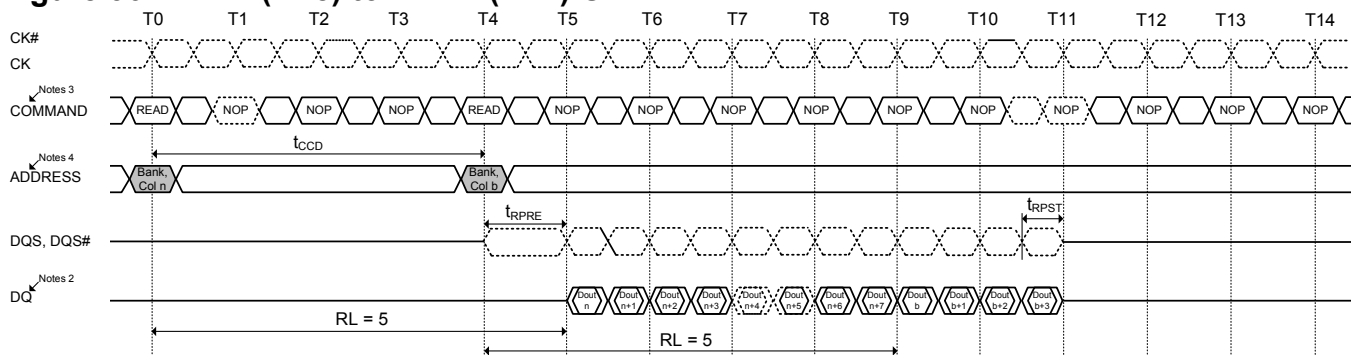 T0 T1 T2 T3 T4 T5 T6 T7 T8 T9 T10 T11 T12 T13 T14
CK#
CK
Notes 3
COMMAND READ NOP NOP NOP READ NOP NOP NOP NOP NOP NOP NOP NOP NOP NOP
tCCD
Notes 4
ADDRESS Bank, Col n Bank, Col b
tRPRE tRPST
DQS, DQS#
Notes 2
DQ Dout n Dout n+1 Dout n+2 Dout n+3 Dout n+4 Dout n+5 Dout n+6 Dout n+7 Dout b Dout b+1 Dout b+2 Dout b+3
RL = 5
RL = 5